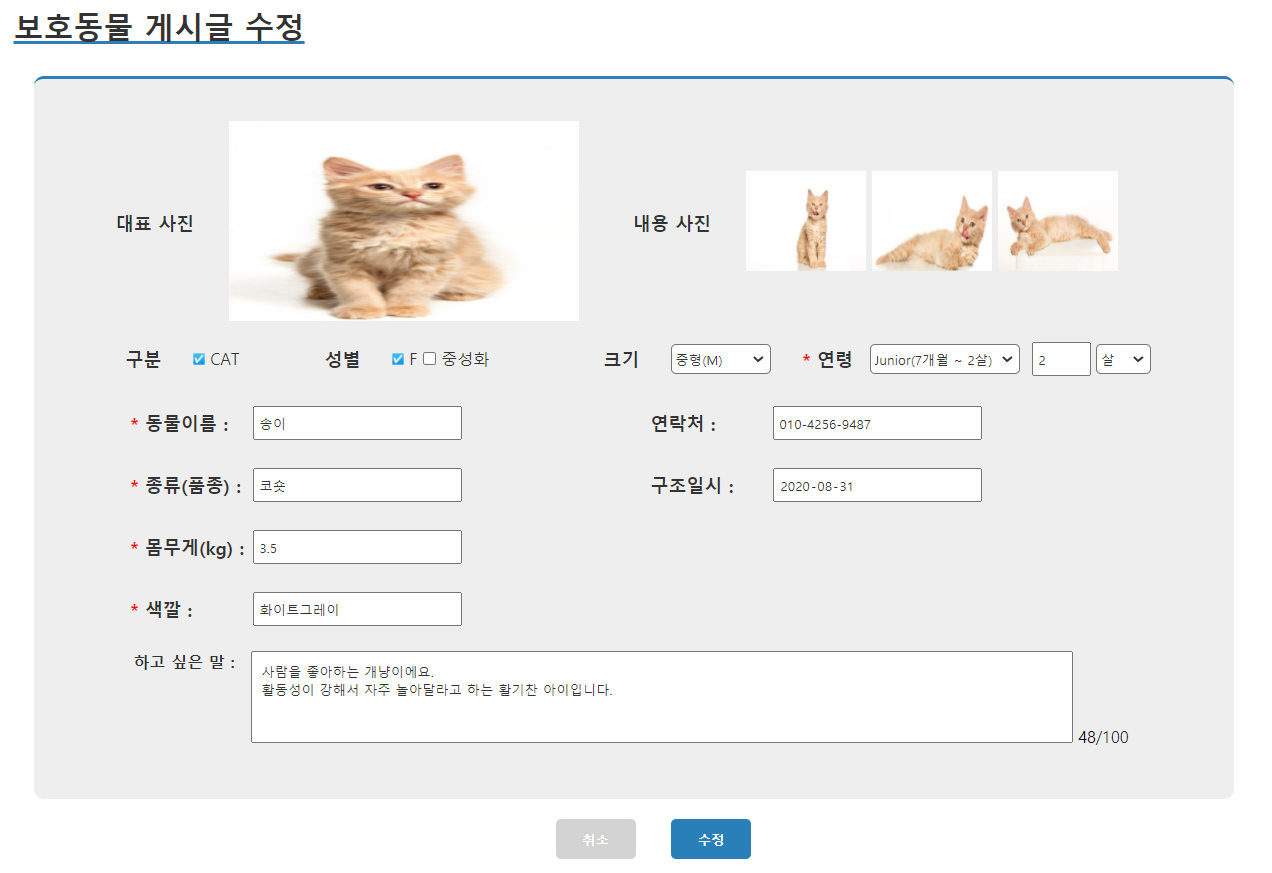 보호동물 게시글 수정
대표 사진
내용 사진
구분 CAT 성별 F 중성화 크기 중형(M) * 연령 Junior(7개월 ~ 2살) 2 살
* 동물이름 : 송이 연락처 : 010-4256-9487
* 종류(품종) : 코숏 구조일시 : 2020-08-31
* 몸무게(kg) : 3.5
* 색깔 : 화이트그레이
하고 싶은 말 : 사람을 좋아하는 개냥이에요.
활동성이 강해서 자주 놀아달라고 하는 활기찬 아이입니다.
48/100
취소 수정